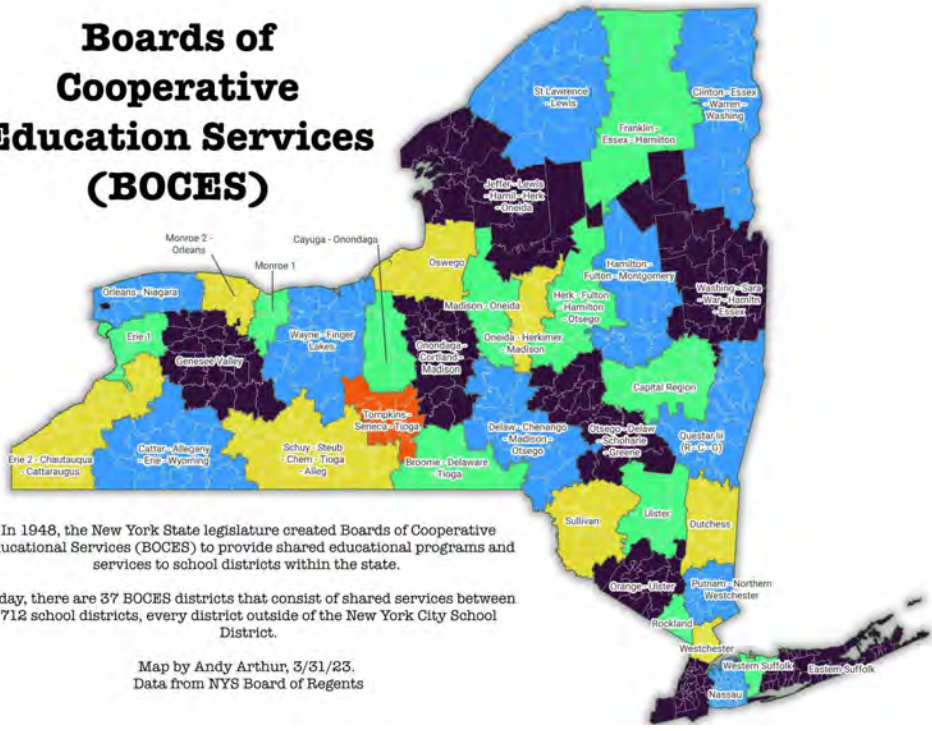 Boards of
Cooperative
Education Services
(BOCES)
St Lawrence
- Lewis
Clinton - Essex
- Warren -
Washing
Franklin -
Essex - Hamilton
Jeffer - Lewis
- Hamil - Herk
- Oneida
Monroe 2 -
Orleans
Cayuga - Onondaga
Monroe 1
Oswego
Hamilton -
Fulton - Montgomery
Orleans - Niagara
Madison - Oneida
Herk - Fulton
- Hamilton
- Otsego
Washing - Sara
- War - Hamltn
- Essex
Erie 1
Genesee Valley
Wayne - Finger
Lakes
Onondaga -
Cortland -
Madison
Oneida - Herkimer
- Madison
Capital Region
Tompkins -
Seneca - Tioga
Erie 2 - Chautauqua
- Cattaraugus
Cattar - Allegany
- Erie - Wyoming
Schuy - Steub
- Chem - Tioga
- Alleg
Broome - Delaware
- Tioga
Delaw - Chenango
- Madison -
Otsego
Otsego - Delaw
- Schoharie
- Greene
Questar Iii
(R - C - G)
Sullivan
Ulster
Dutchess
Orange - Ulster
Putnam - Northern
Westchester
Rockland
Westchester
Western Suffolk
Eastern Suffolk
Nassau
In 1948, the New York State legislature created Boards of Cooperative
ucational Services (BOCES) to provide shared educational programs and
services to school districts within the state.
day, there are 37 BOCES districts that consist of shared services between
712 school districts, every district outside of the New York City School
District.
Map by Andy Arthur, 3/31/23.
Data from NYS Board of Regents